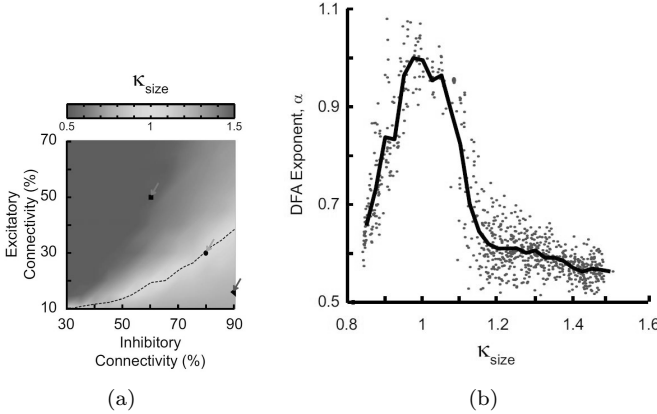 κsize
0.5 1 1.5
70
50
30
10
Excitatory
Connectivity (%)
30 50 70 90
Inhibitory
Connectivity (%)
(a)
1.1
0.9
0.7
0.5
DFA Exponent, α
0.8 1 1.2 1.4 1.6
κsize
(b)